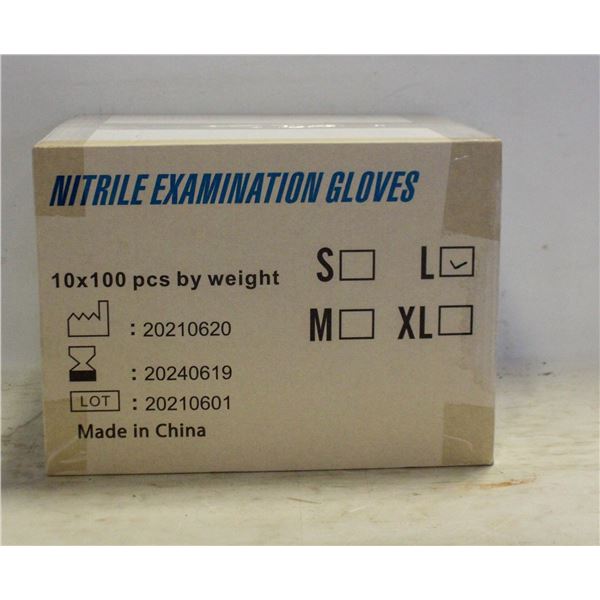 NITRILE EXAMINATION GLOVES
10x100 pcs by weight
S L
M XL
: 20210620
: 20240619
LOT : 20210601
Made in China